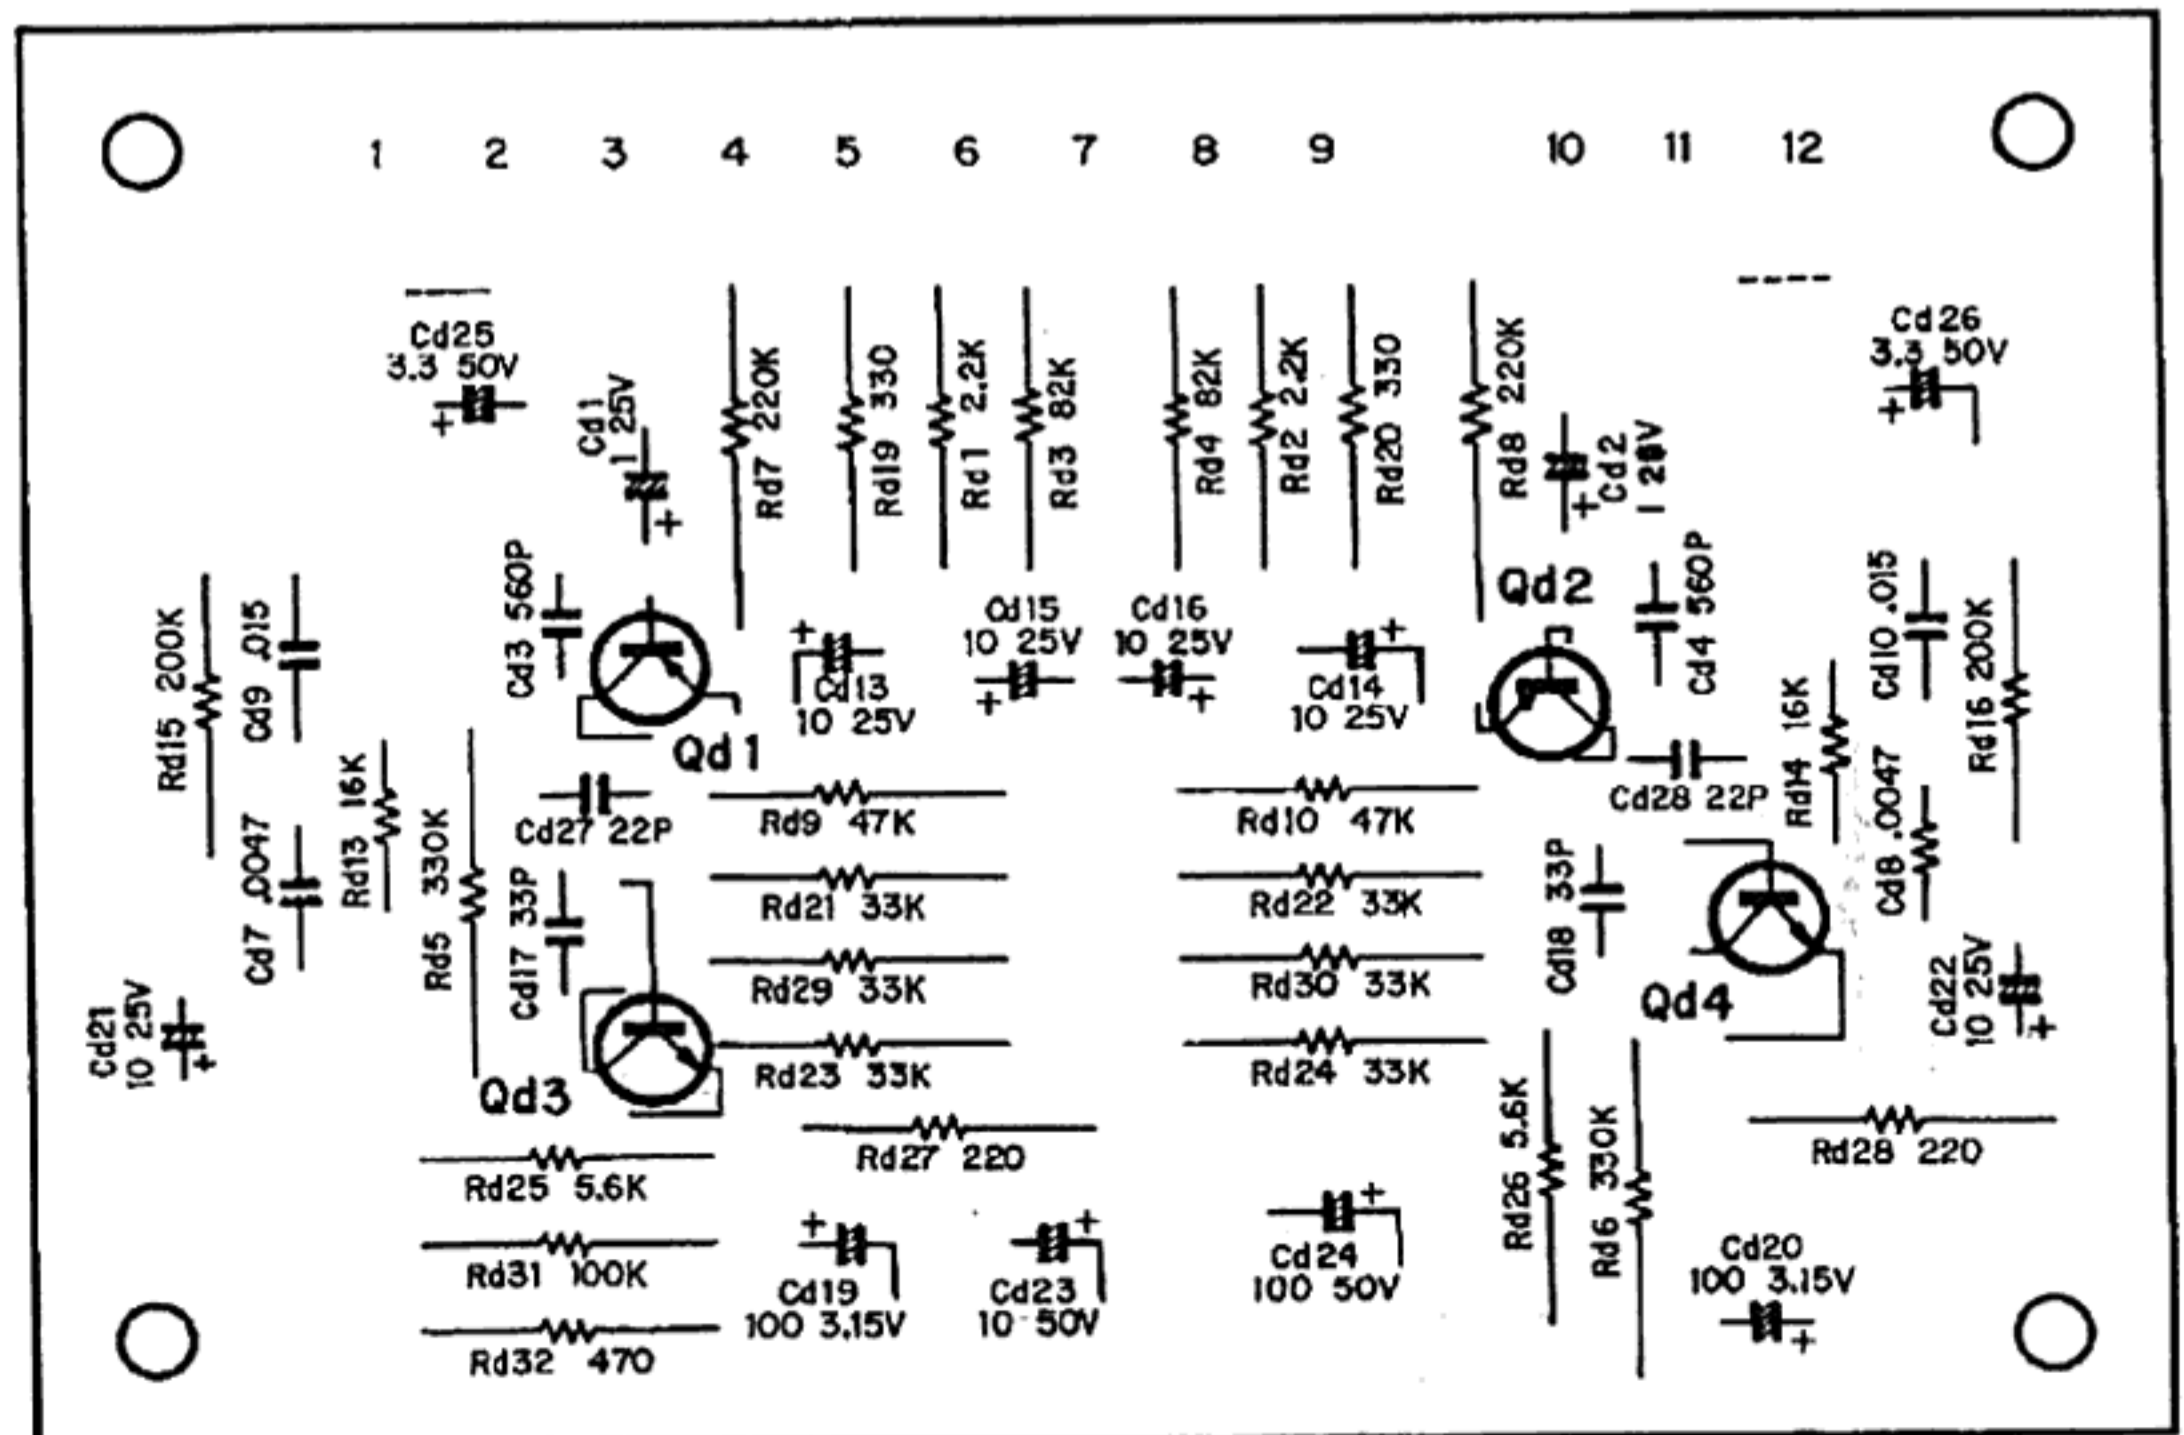 1 2 3 4 5 6 7 8 9 10 11 12
Cd25
3.3 50V
Cd1
1 25V
Rd7 220K
Rd19 330
Rd1 2.2K
Rd3 82K
Rd4 82K
Rd2 2.2K
Rd20 330
Rd8 220K
Cd2
1 25V
Cd26
3.3 50V
Rd15 200K
Cd9 .015
Cd3 560P
Qd1
Cd13
10 25V
Cd15
10 25V
Cd16
10 25V
Cd14
10 25V
Qd2
Cd4 560P
Cd10 .015
Rd16 200K
Rd13 16K
Rd5 330K
Cd27 22P
Rd9 47K
Rd10 47K
Cd28 22P
Rd14 16K
Cd7 .0047
Cd17 33P
Rd21 33K
Rd22 33K
Cd18 33P
Cd8 .0047
Rd29 33K
Rd30 33K
Qd4
Cd22
10 25V
Cd21
10 25V
Qd3
Rd23 33K
Rd24 33K
Rd27 220
Rd26 5.6K
Rd6 330K
Rd28 220
Rd25 5.6K
Rd31 100K
Rd32 470
Cd19
100 3.15V
Cd23
10 50V
Cd24
100 50V
Cd20
100 3.15V